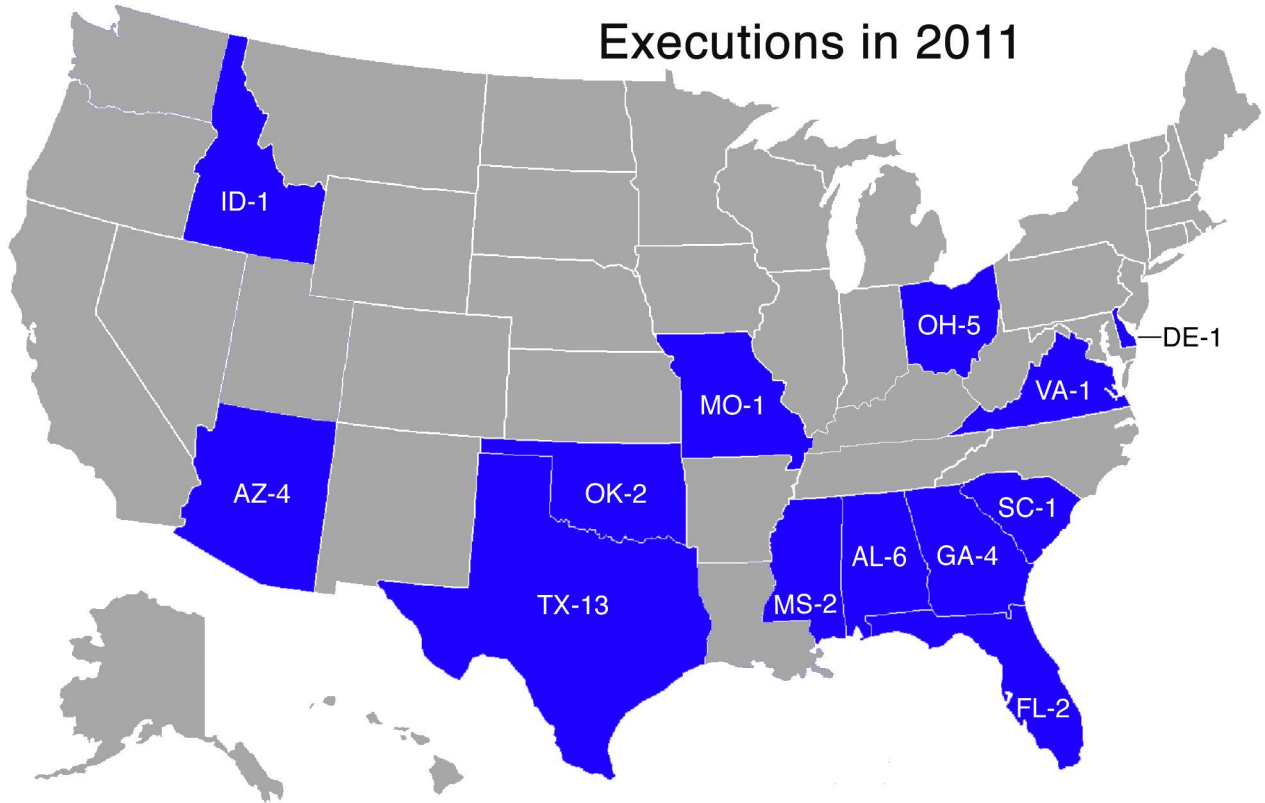 Executions in 2011
ID-1
OH-5
DE-1
VA-1
MO-1
AZ-4
OK-2
SC-1
AL-6
GA-4
TX-13
MS-2
FL-2